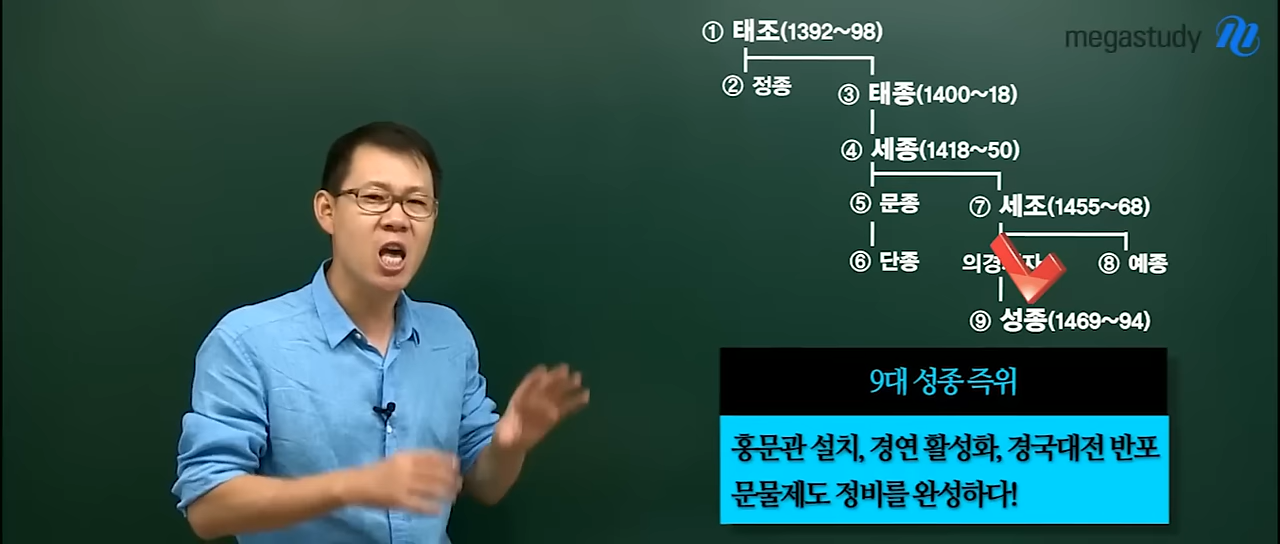 ① 태조(1392~98)
megastudy
② 정종
③ 태종(1400~18)
④ 세종(1418~50)
⑤ 문종
⑦ 세조(1455~68)
⑥ 단종
의경 자
⑧ 예종
⑨ 성종(1469~94)
9대 성종 즉위
홍문관 설치, 경연 활성화, 경국대전 반포
문물제도 정비를 완성하다!